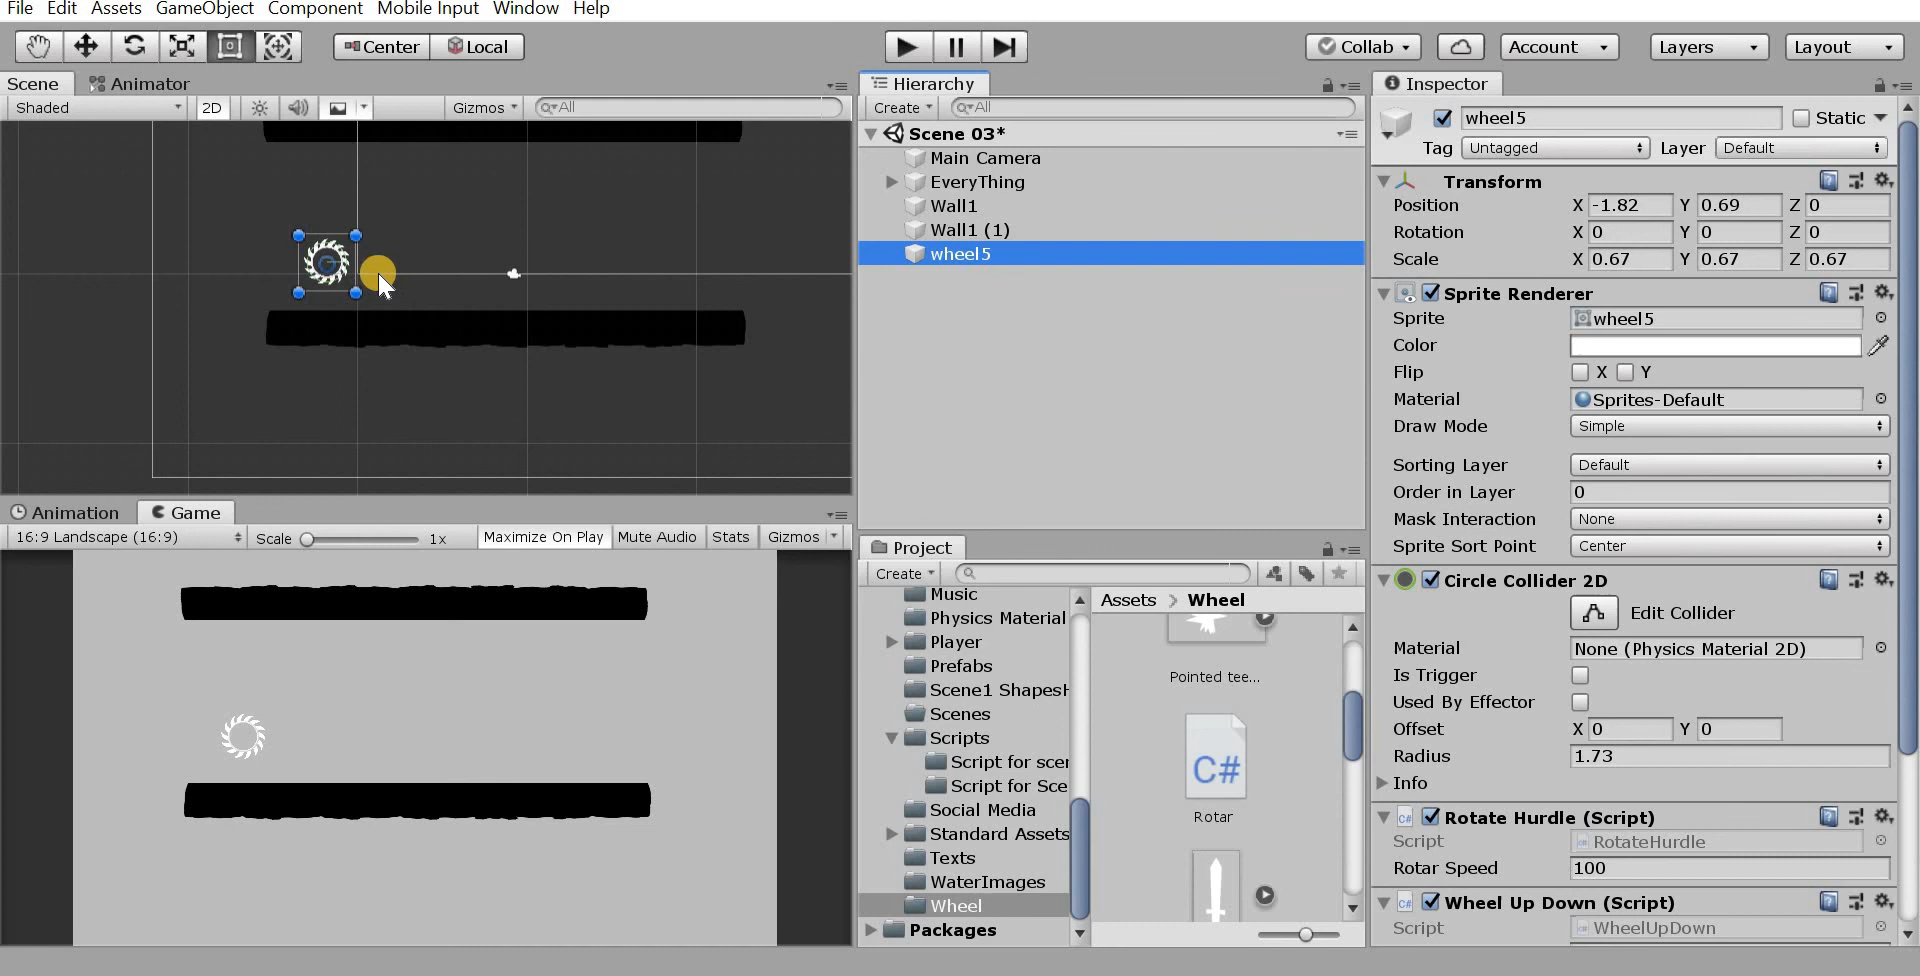 File Edit Assets GameObject Component Mobile Input Window Help
Center Local Collab Account Layers Layout
Scene Animator
Shaded 2D Gizmos All
Hierarchy
Create All
Scene 03*
Main Camera
EveryThing
Wall1
Wall1 (1)
wheel5
Animation Game
16:9 Landscape (16:9) Scale 1x Maximize On Play Mute Audio Stats Gizmos
Project
Create
Music
Physics Material
Player
Prefabs
Scene1 Shapes
Scenes
Scripts
Script for scer
Script for Sce
Social Media
Standard Assets
Texts
WaterImages
Wheel
Packages
Assets > Wheel
Pointed tee...
C#
Rotar
Inspector
wheel5 Static
Tag Untagged Layer Default
Transform
Position X -1.82 Y 0.69 Z 0
Rotation X 0 Y 0 Z 0
Scale X 0.67 Y 0.67 Z 0.67
Sprite Renderer
Sprite wheel5
Color
Flip X Y
Material Sprites-Default
Draw Mode Simple
Sorting Layer Default
Order in Layer 0
Mask Interaction None
Sprite Sort Point Center
Circle Collider 2D
Edit Collider
Material None (Physics Material 2D)
Is Trigger
Used By Effector
Offset X 0 Y 0
Radius 1.73
Info
Rotate Hurdle (Script)
Script RotateHurdle
Rotar Speed 100
Wheel Up Down (Script)
Script WheelUpDown